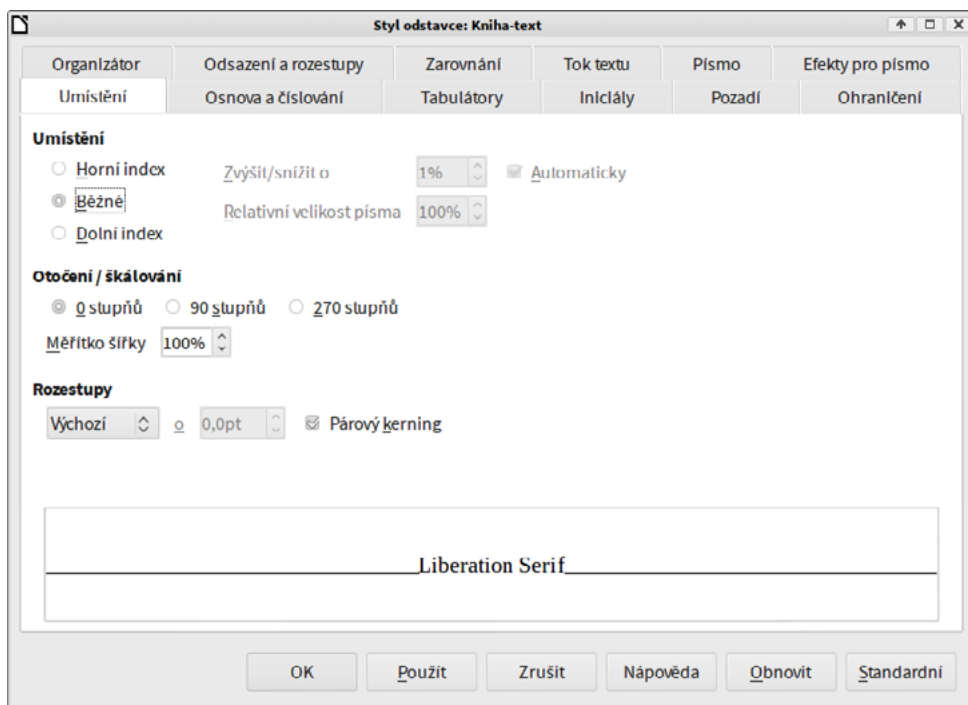 Styl odstavce: Kniha-text
Organizátor Odsazení a rozestupy Zarovnání Tok textu Písmo Efekty pro písmo
Umístění Osnova a číslování Tabulátory Iniciály Pozadí Ohraničení
Umístění
Horní index Zvýšit/snížit o 1% Automaticky
Běžné Relativní velikost písma 100%
Dolní index
Otočení / škálování
0 stupňů 90 stupňů 270 stupňů
Měřítko šířky 100%
Rozestupy
Výchozí o 0,0pt Párový kerning
Liberation Serif
OK Použít Zrušit Nápověda Obnovit Standardní